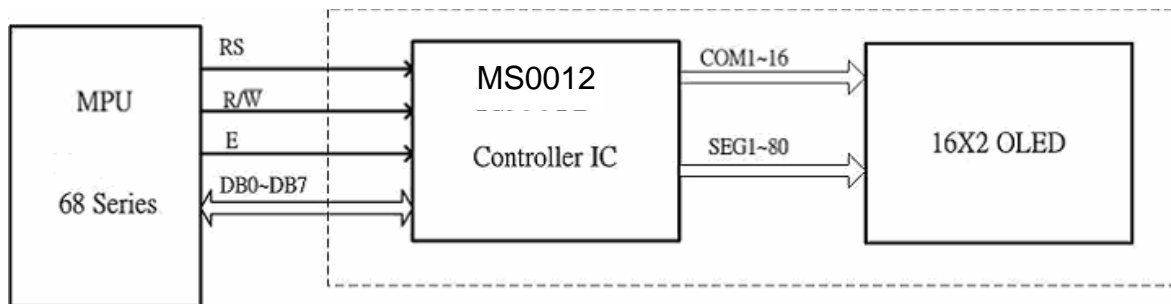 MPU
68 Series
RS
R/W
E
DB0~DB7
MS0012
Controller IC
COM1~16
SEG1~80
16X2 OLED